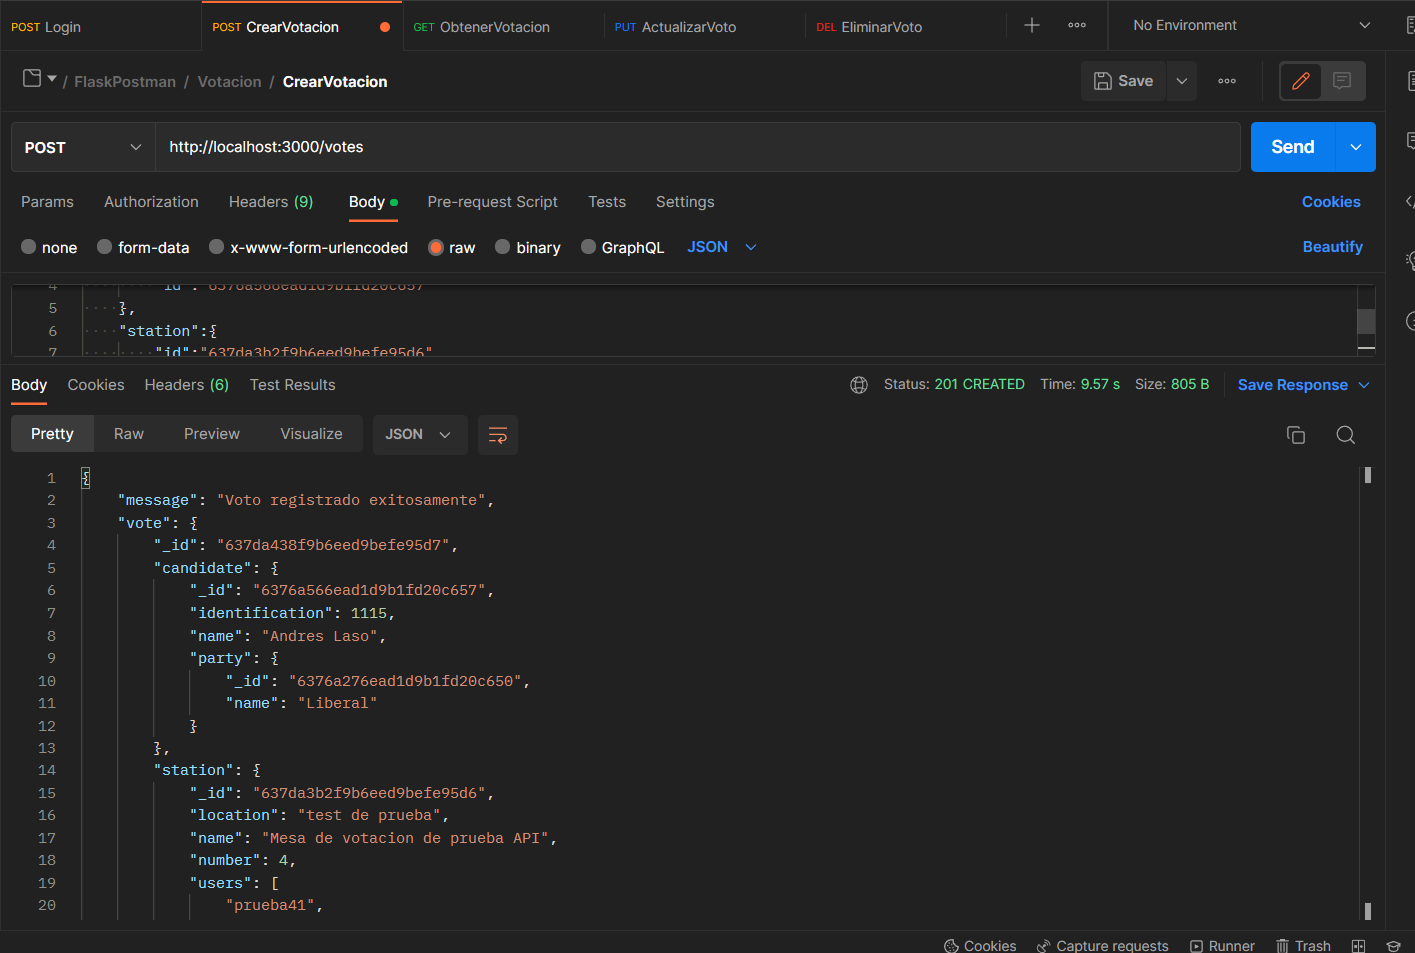 POST Login
POST CrearVotacion
GET ObtenerVotacion
PUT ActualizarVoto
DEL EliminarVoto
No Environment
/ FlaskPostman / Votacion / CrearVotacion
Save
POST
http://localhost:3000/votes
Send
Params Authorization Headers (9) Body Pre-request Script Tests Settings Cookies
none form-data x-www-form-urlencoded raw binary GraphQL JSON Beautify
4 id":"6376a566ead1d9b1fd20c657"
5 },
6 "station":{
7 "id":"637da3b2f9b6eed9befe95d6"
Body Cookies Headers (6) Test Results Status: 201 CREATED Time: 9.57 s Size: 805 B Save Response
Pretty Raw Preview Visualize JSON
1 {
2 "message": "Voto registrado exitosamente",
3 "vote": {
4 "_id": "637da438f9b6eed9befe95d7",
5 "candidate": {
6 "_id": "6376a566ead1d9b1fd20c657",
7 "identification": 1115,
8 "name": "Andres Laso",
9 "party": {
10 "_id": "6376a276ead1d9b1fd20c650",
11 "name": "Liberal"
12 }
13 },
14 "station": {
15 "_id": "637da3b2f9b6eed9befe95d6",
16 "location": "test de prueba",
17 "name": "Mesa de votacion de prueba API",
18 "number": 4,
19 "users": [
20 "prueba41",
Cookies Capture requests Runner Trash